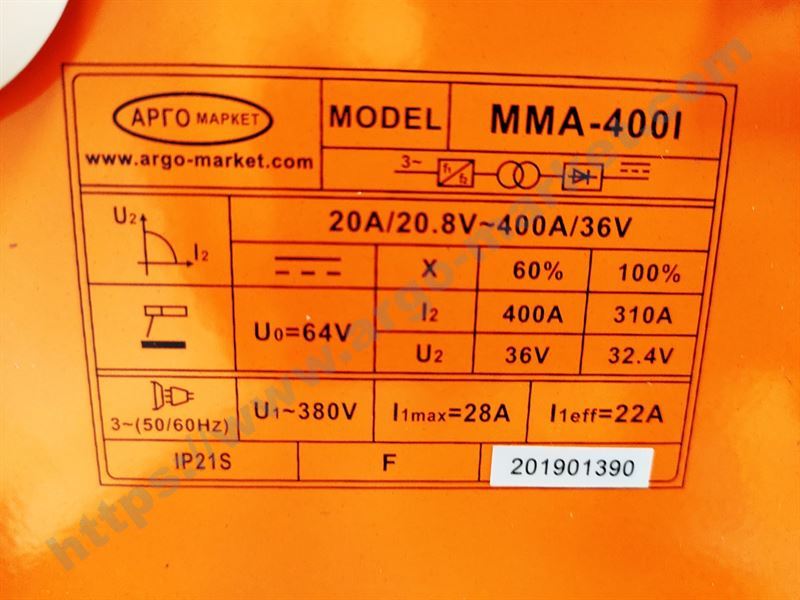 АРГО МАРКЕТ
www.argo-market.com
MODEL
MMA-400I
3~ f1 f2
U2 I2
20A/20.8V~400A/36V
X 60% 100%
U0=64V
I2 400A 310A
U2 36V 32.4V
3~(50/60Hz)
U1~380V
I1max=28A
I1eff=22A
IP21S
F
201901390
https://www.argo-market.com